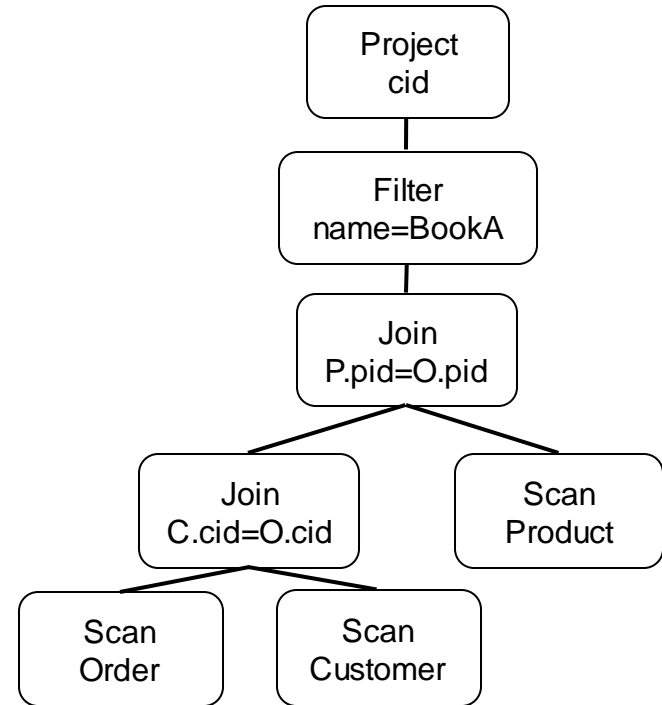 Project
cid
Filter
name=BookA
Join
P.pid=O.pid
Join
C.cid=O.cid
Scan
Product
Scan
Order
Scan
Customer